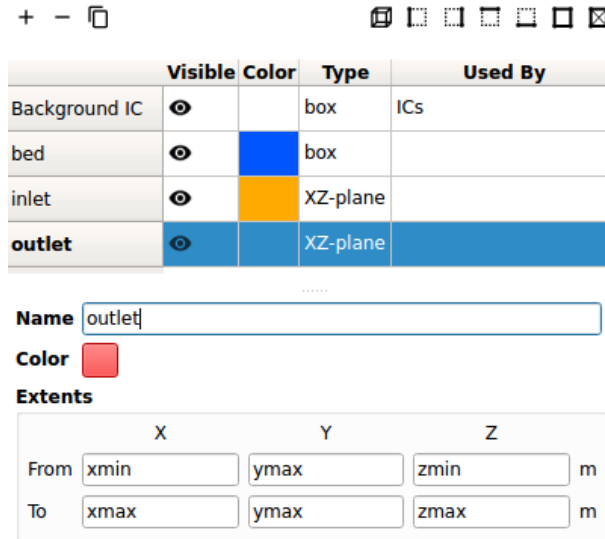 Visible Color Type Used By
Background IC box ICs
bed box
inlet XZ-plane
outlet XZ-plane
Name outlet
Color
Extents
X Y Z
From xmin ymax zmin m
To xmax ymax zmax m